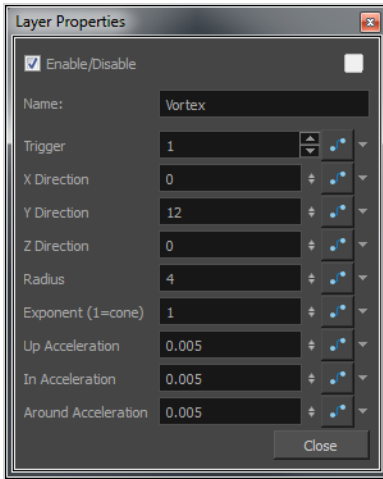 Layer Properties
Enable/Disable
Name: Vortex
Trigger 1
X Direction 0
Y Direction 12
Z Direction 0
Radius 4
Exponent (1=cone) 1
Up Acceleration 0.005
In Acceleration 0.005
Around Acceleration 0.005
Close